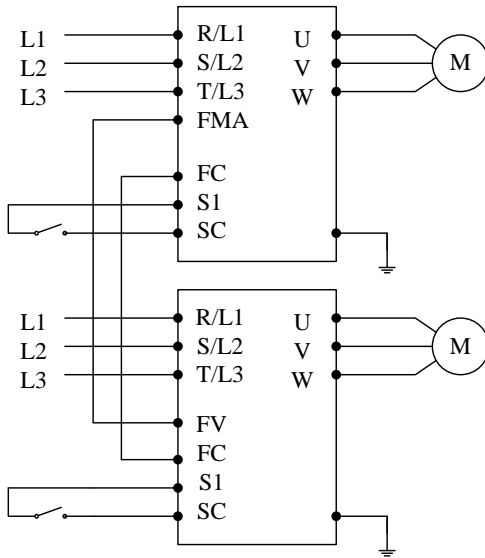 L1 R/L1 U
L2 S/L2 V M
L3 T/L3 W
FMA
FC
S1
SC
L1 R/L1 U
L2 S/L2 V M
L3 T/L3 W
FV
FC
S1
SC